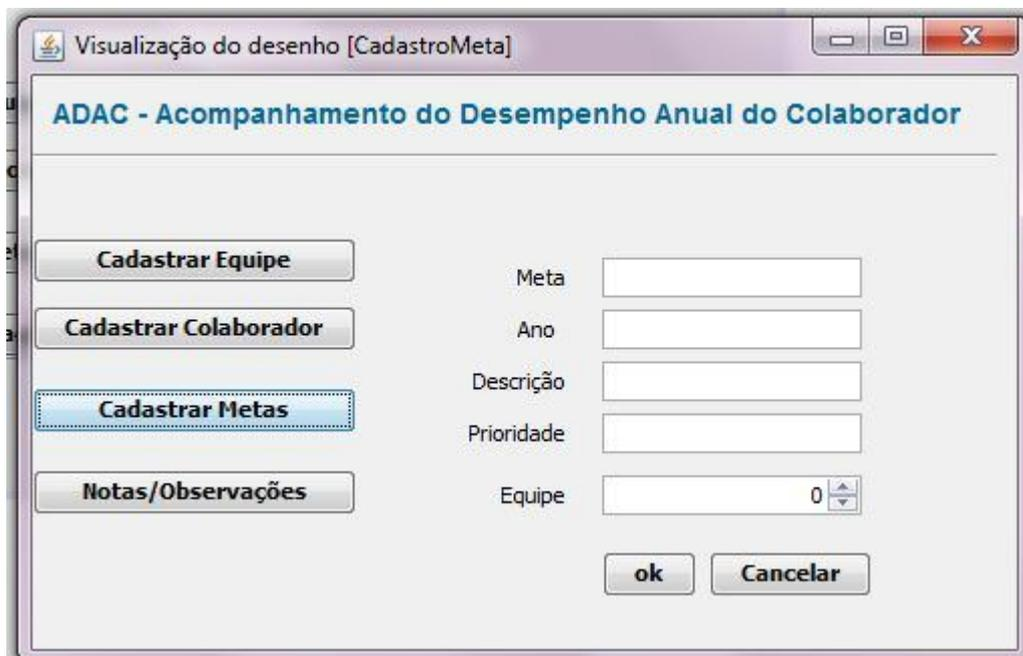 Visualização do desenho [CadastroMeta]
ADAC - Acompanhamento do Desempenho Anual do Colaborador
Cadastrar Equipe
Cadastrar Colaborador
Cadastrar Metas
Notas/Observações
Meta
Ano
Descrição
Prioridade
Equipe
0
ok
Cancelar